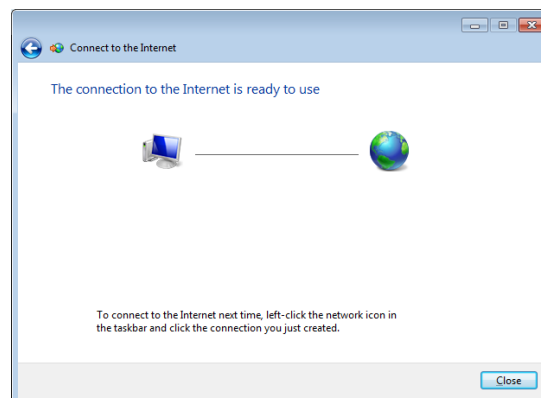 Connect to the Internet
The connection to the Internet is ready to use
To connect to the Internet next time, left-click the network icon in
the taskbar and click the connection you just created.
Close